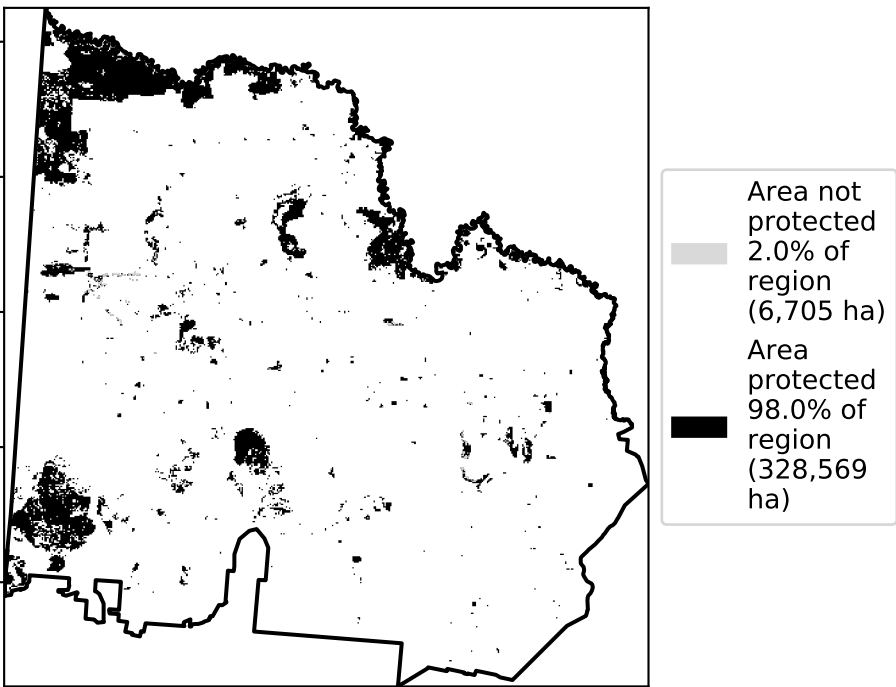 Area not
protected
2.0% of
region
(6,705 ha)
Area
protected
98.0% of
region
(328,569
ha)